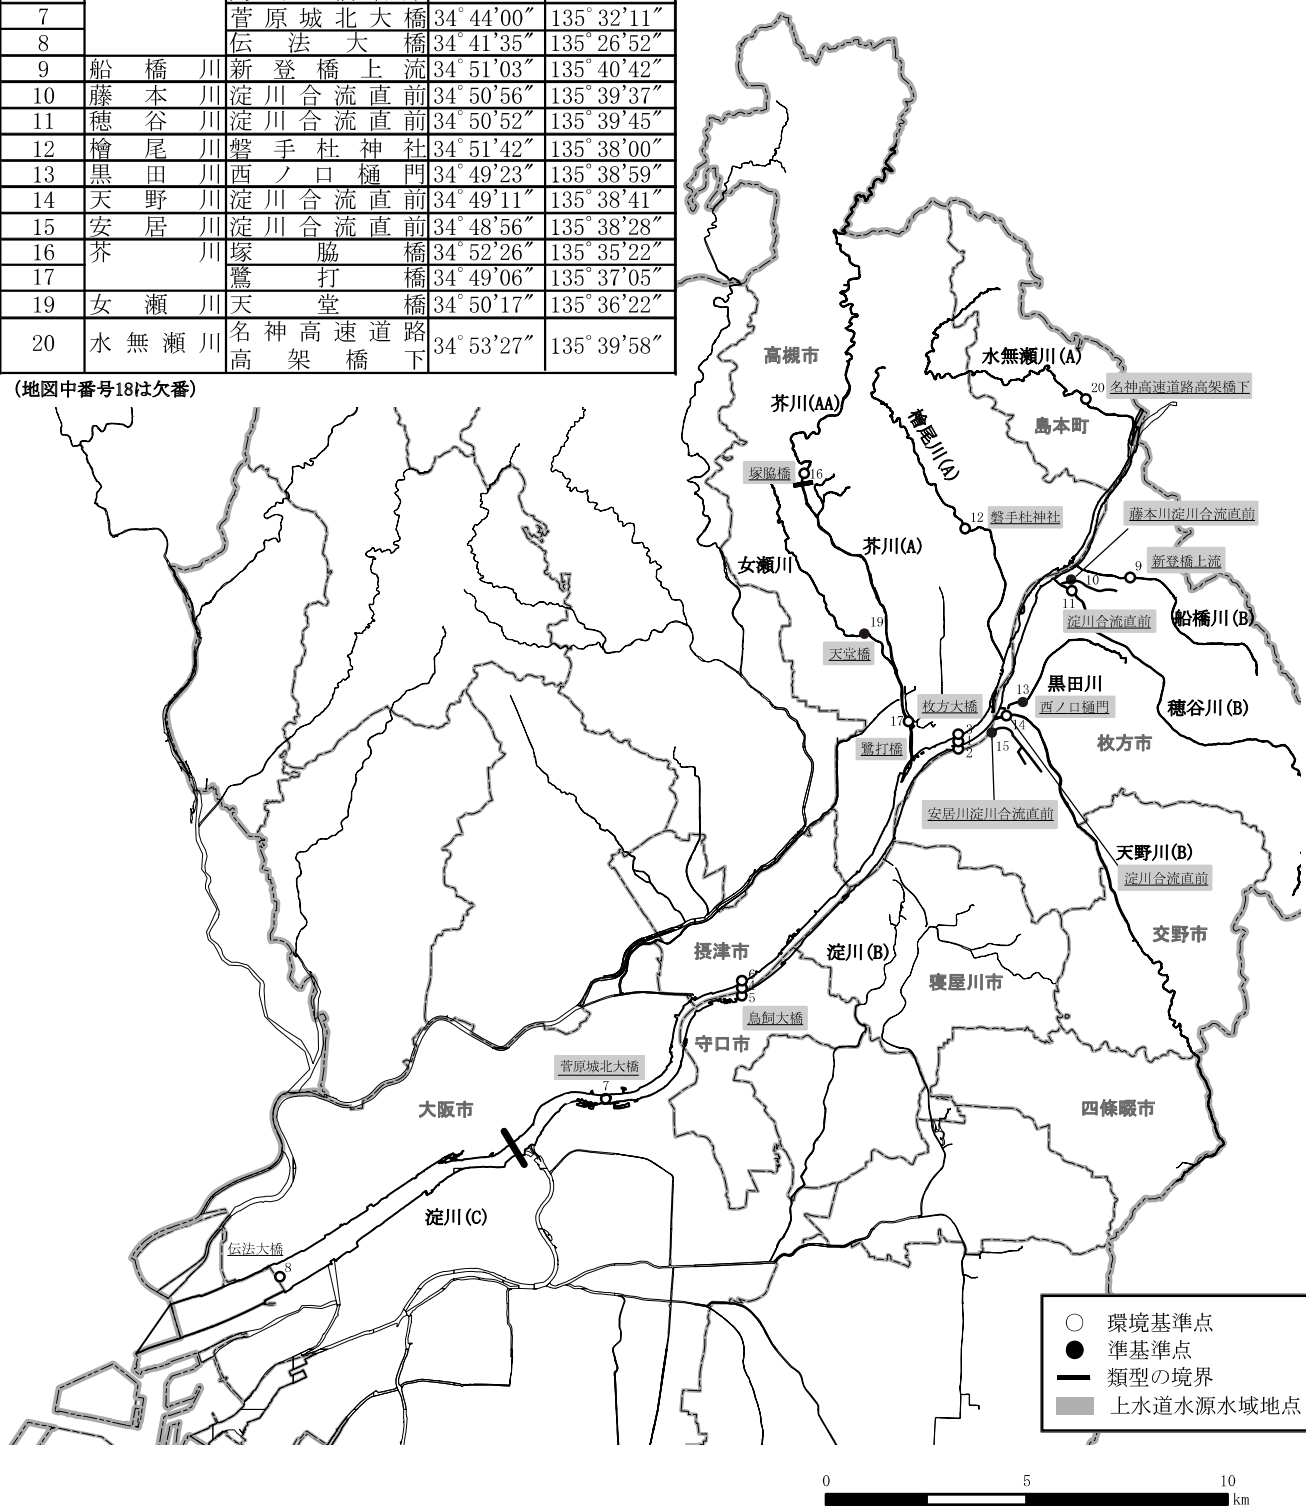 7 菅原城北大橋 34°44′00″ 135°32′11″
8 伝法大橋 34°41′35″ 135°26′52″
9 船橋川 新登橋上流 34°51′03″ 135°40′42″
10 藤本川 淀川合流直前 34°50′56″ 135°39′37″
11 穂谷川 淀川合流直前 34°50′52″ 135°39′45″
12 檜尾川 磐手杜神社 34°51′42″ 135°38′00″
13 黒田川 西ノ口樋門 34°49′23″ 135°38′59″
14 天野川 淀川合流直前 34°49′11″ 135°38′41″
15 安居川 淀川合流直前 34°48′56″ 135°38′28″
16 芥川 塚脇橋 34°52′26″ 135°35′22″
17 鷺打橋 34°49′06″ 135°37′05″
19 女瀬川 天堂橋 34°50′17″ 135°36′22″
20 水無瀬川 名神高速道路
高架橋下 34°53′27″ 135°39′58″
(地図中番号18は欠番)
高槻市
水無瀬川(A)
20 名神高速道路高架橋下
芥川(AA)
檜尾川(A)
島本町
塚脇橋
16
12 磐手杜神社
藤本川淀川合流直前
芥川(A)
女瀬川
新登橋上流
9
10
11
淀川合流直前
船橋川(B)
19
天堂橋
黒田川
13
西ノ口樋門
枚方大橋
穂谷川(B)
17
3
14
枚方市
鷺打橋
2
15
安居川淀川合流直前
天野川(B)
淀川合流直前
摂津市
淀川(B)
交野市
寝屋川市
6
5
鳥飼大橋
守口市
菅原城北大橋
7
大阪市
四條畷市
淀川(C)
伝法大橋
8
○ 環境基準点
● 準基準点
類型の境界
上水道水源水域地点
0 5 10
km